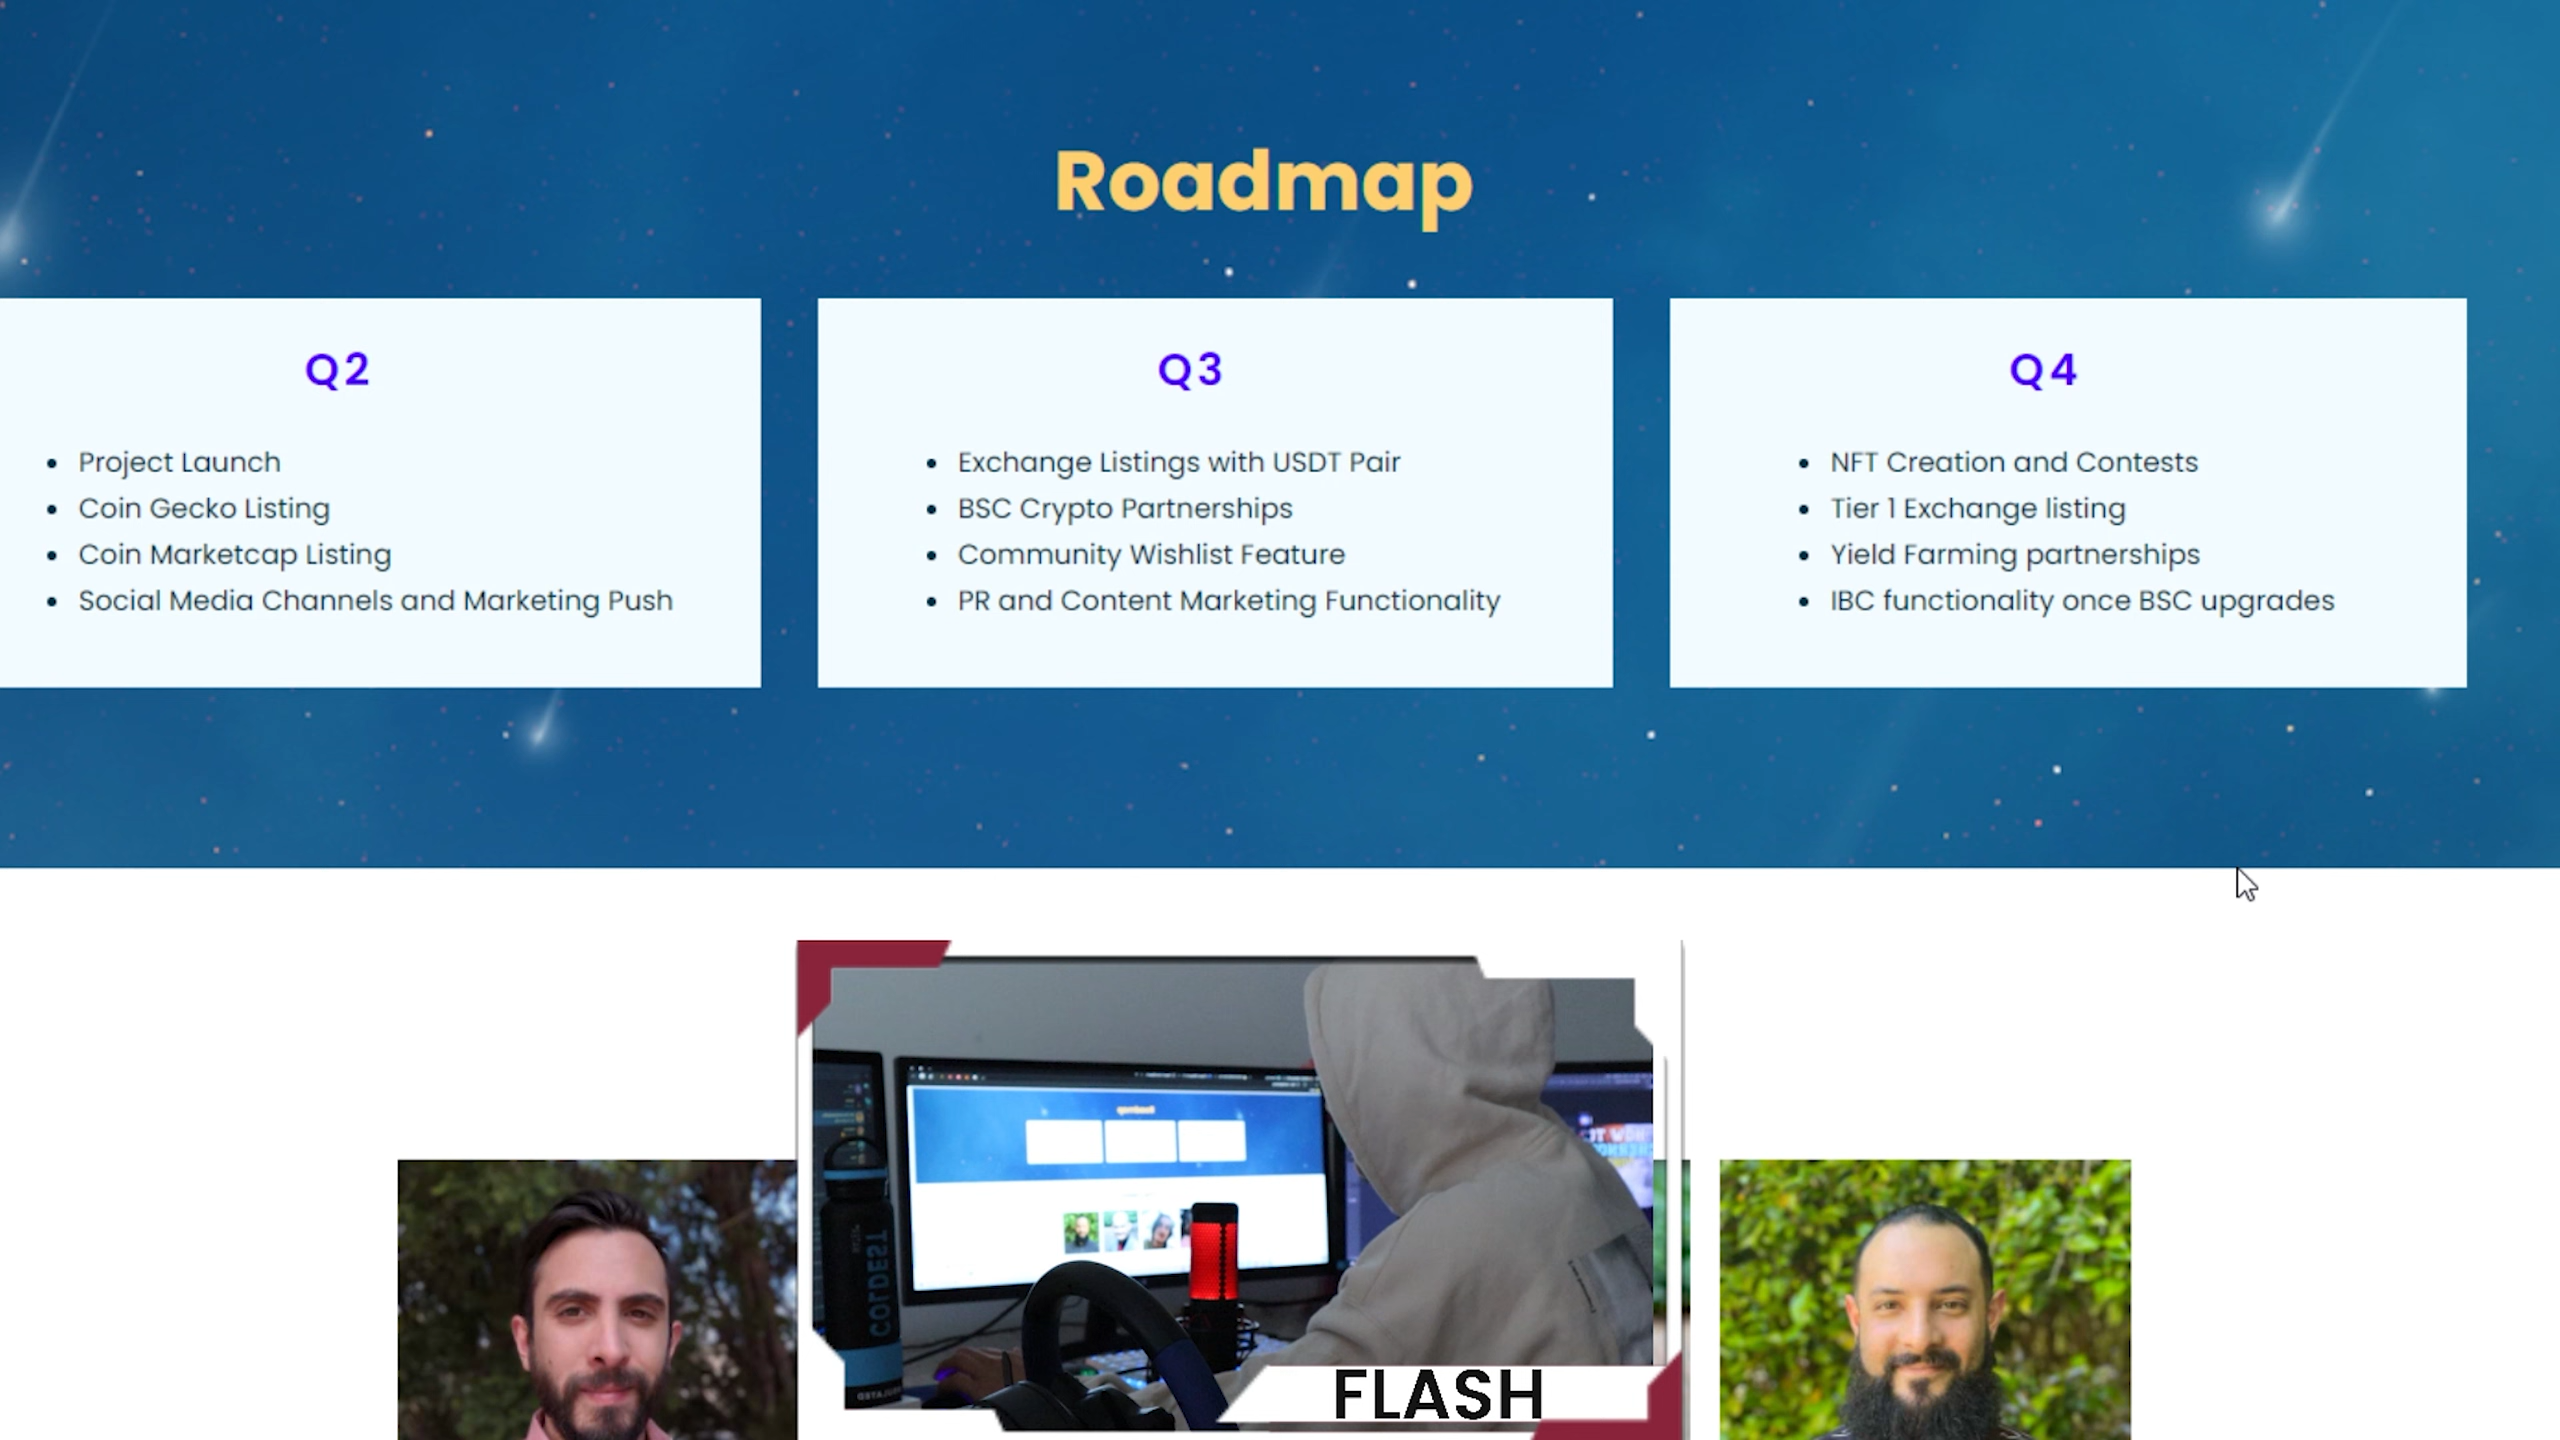 Roadmap
Q2
Project Launch
Coin Gecko Listing
Coin Marketcap Listing
Social Media Channels and Marketing Push
Q3
Exchange Listings with USDT Pair
BSC Crypto Partnerships
Community Wishlist Feature
PR and Content Marketing Functionality
Q4
NFT Creation and Contests
Tier 1 Exchange listing
Yield Farming partnerships
IBC functionality once BSC upgrades
COLDEST
FLASH